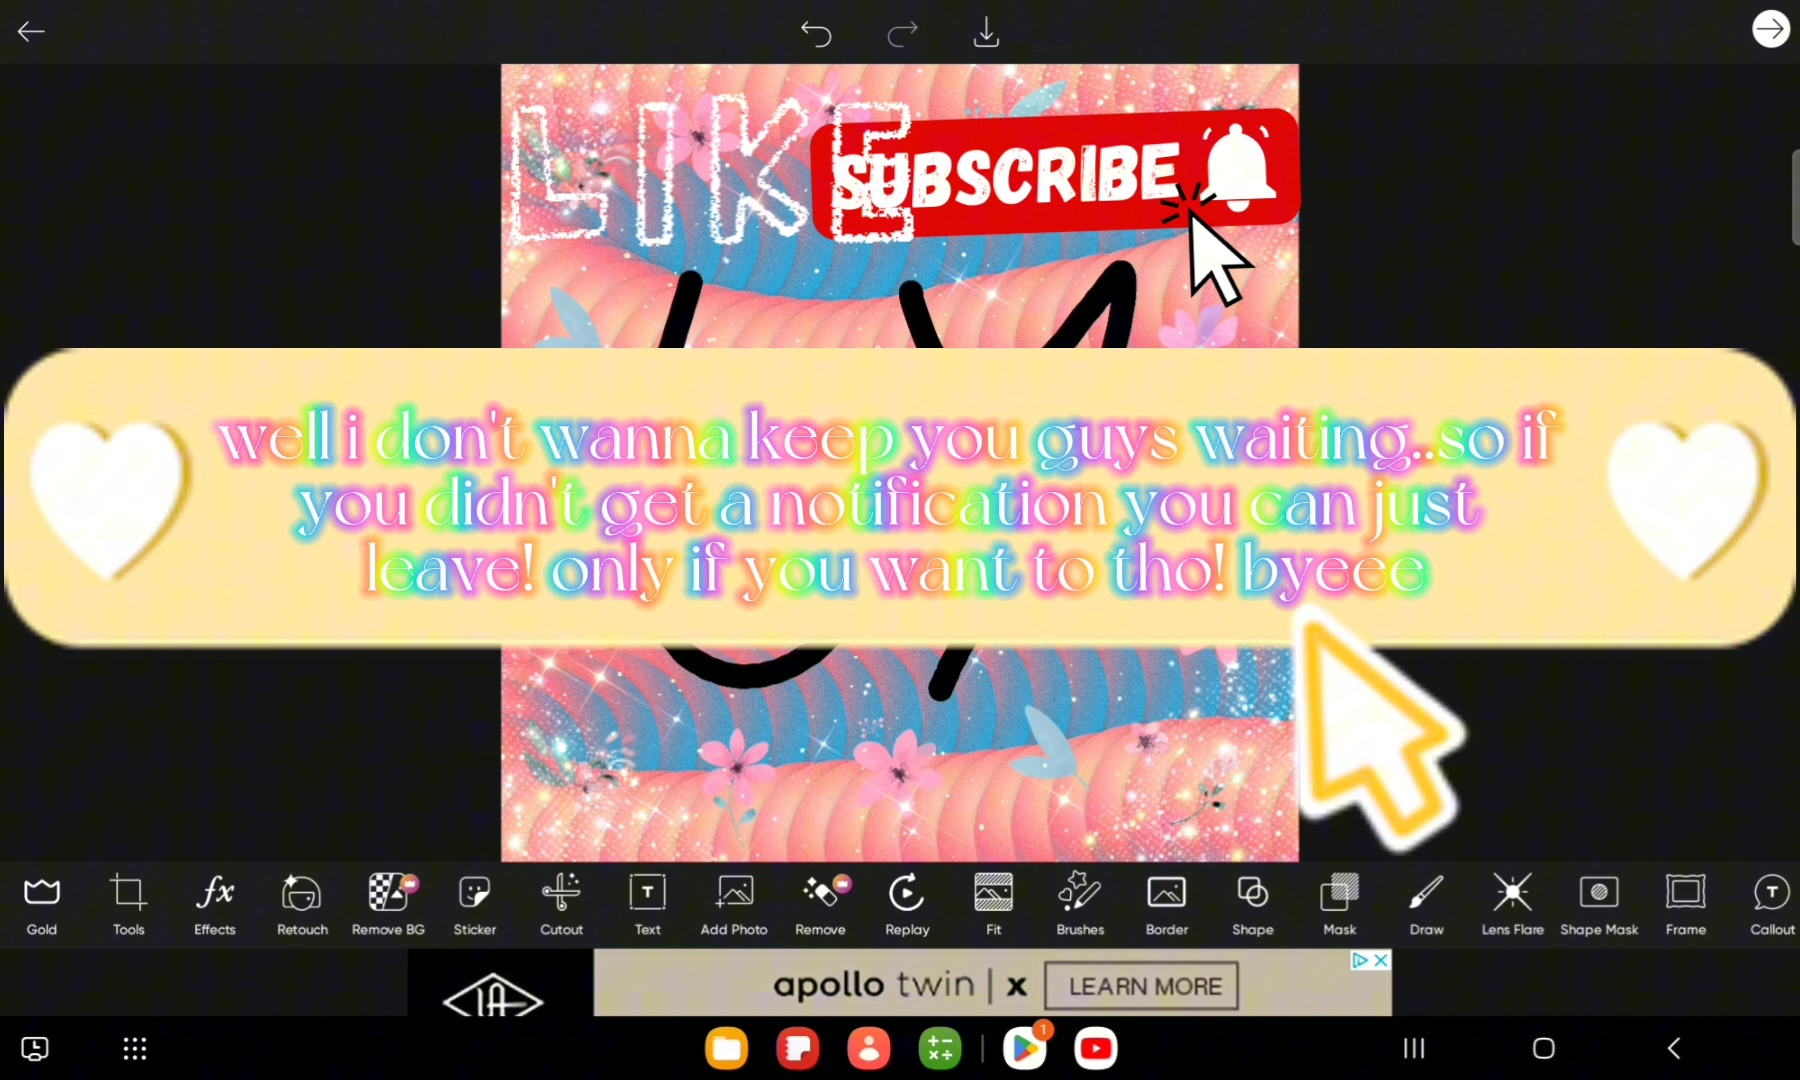 LIKE
SUBSCRIBE
well i don't wanna keep you guys waiting..so if
you didn't get a notification you can just
leave! only if you want to tho! byeee
Gold Tools Effects Retouch Remove BG Sticker Cutout Text Add Photo Remove Replay Fit Brushes Border Shape Mask Draw Lens Flare Shape Mask Frame Callout
apollo twin | x LEARN MORE
1